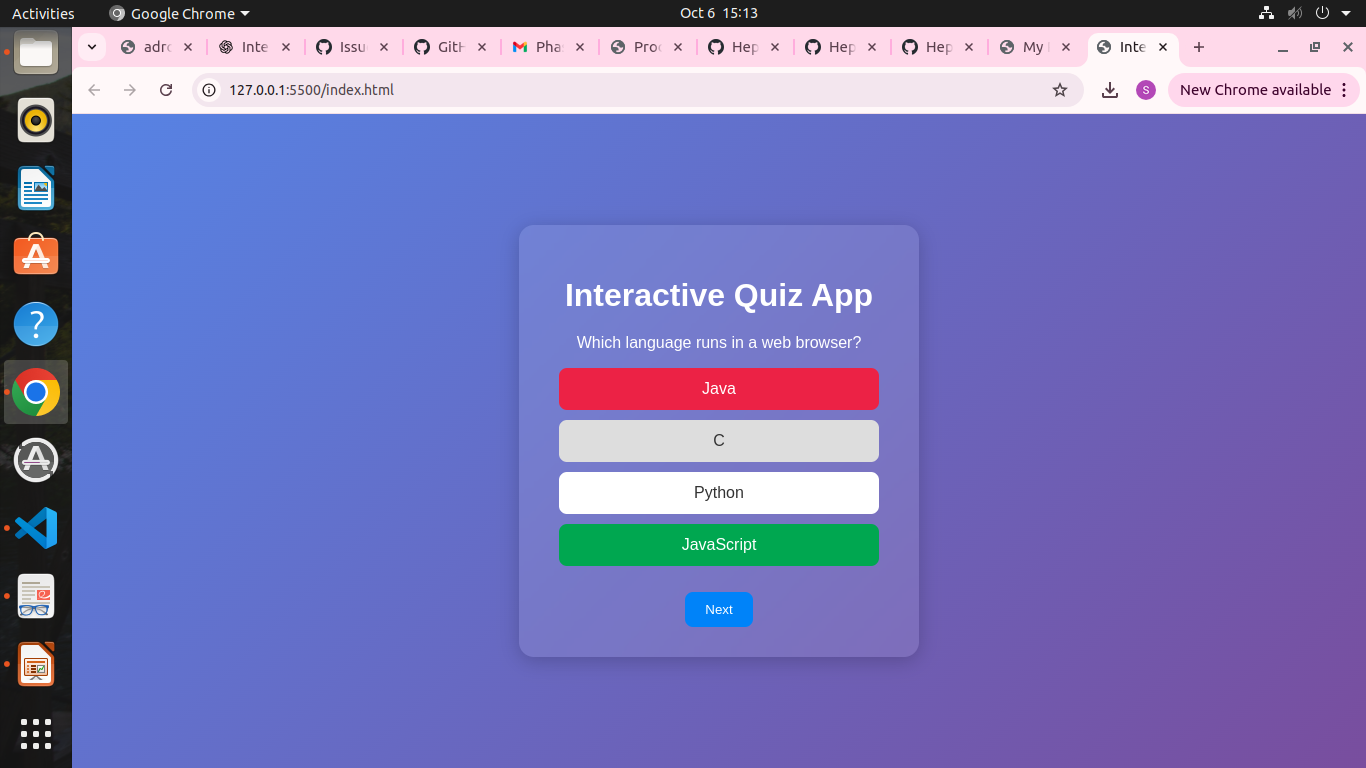 Activities Google Chrome Oct 6 15:13
adro Inte Issu GitH Pha Proc Hep Hep Hep My Inte
127.0.0.1:5500/index.html S New Chrome available
Interactive Quiz App
Which language runs in a web browser?
Java
C
Python
JavaScript
Next